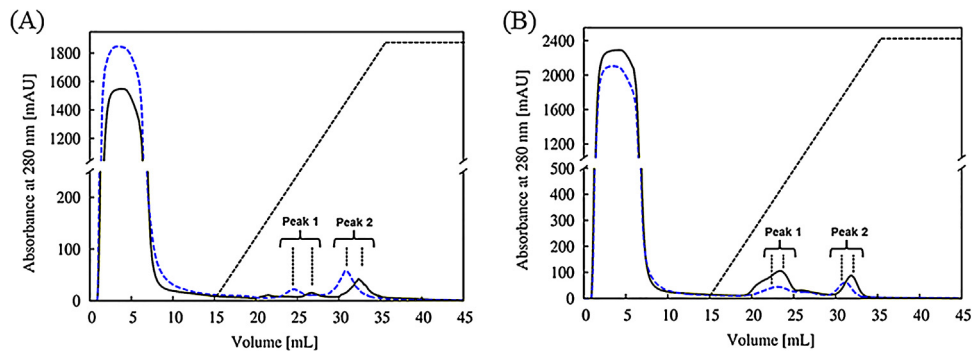 (A)
Absorbance at 280 nm [mAU]
1800
1600
1400
1200
200
100
0
Peak 1
Peak 2
0 5 10 15 20 25 30 35 40 45
Volume [mL]
(B)
Absorbance at 280 nm [mAU]
2400
2000
1600
1200
500
400
300
200
100
0
Peak 1
Peak 2
0 5 10 15 20 25 30 35 40 45
Volume [mL]